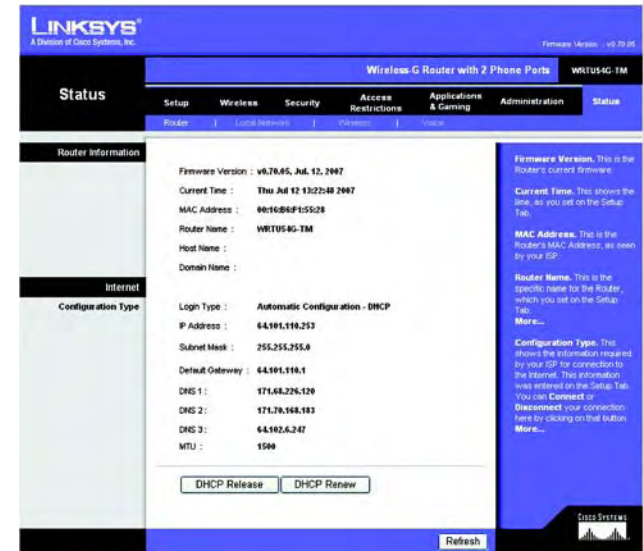 LINKSYS®
A Division of Cisco Systems, Inc.
Firmware Version : v0.70.05
Wireless-G Router with 2 Phone Ports WRTU54G-TM
Status
Setup Wireless Security Access Restrictions Applications & Gaming Administration Status
Router | Local Network | Wireless | Voice
Router Information
Firmware Version : v0.70.05, Jul. 12, 2007
Current Time : Thu Jul 12 13:22:48 2007
MAC Address : 00:16:B6:F1:55:28
Router Name : WRTU54G-TM
Host Name :
Domain Name :
Internet
Configuration Type
Login Type : Automatic Configuration - DHCP
IP Address : 64.101.110.253
Subnet Mask : 255.255.255.0
Default Gateway : 64.101.110.1
DNS 1 : 171.68.226.120
DNS 2 : 171.70.168.183
DNS 3 : 64.102.6.247
MTU : 1500
DHCP Release DHCP Renew
Firmware Version. This is the
Router's current firmware.
Current Time. This shows the
time, as you set on the Setup
Tab.
MAC Address. This is the
Router's MAC Address, as seen
by your ISP.
Router Name. This is the
specific name for the Router,
which you set on the Setup
Tab.
More...
Configuration Type. This
shows the information required
by your ISP for connection to
the Internet. This information
was entered on the Setup Tab.
You can Connect or
Disconnect your connection
here by clicking on that button.
More...
Refresh
CISCO SYSTEMS